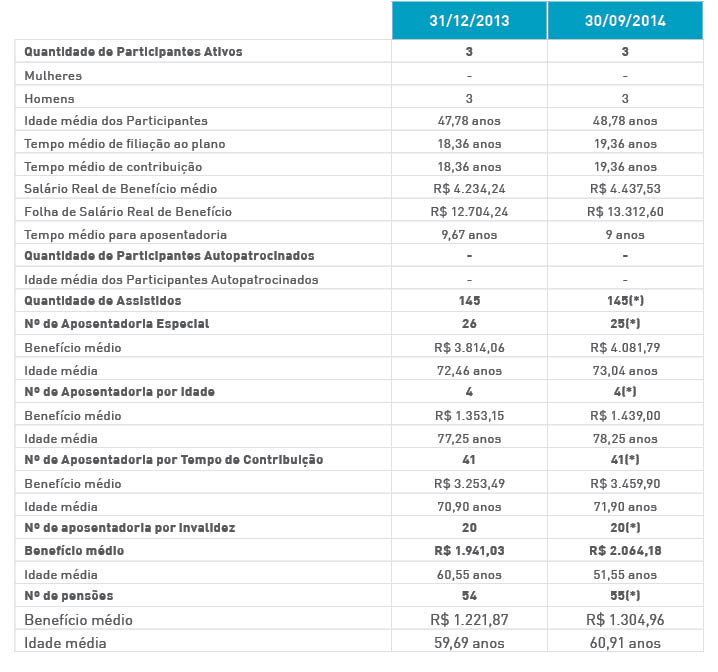 31/12/2013 30/09/2014
Quantidade de Participantes Ativos 3 3
Mulheres - -
Homens 3 3
Idade média dos Participantes 47,78 anos 48,78 anos
Tempo médio de filiação ao plano 18,36 anos 19,36 anos
Tempo médio de contribuição 18,36 anos 19,36 anos
Salário Real de Benefício médio R$ 4.234,24 R$ 4.437,53
Folha de Salário Real de Benefício R$ 12.704,24 R$ 13.312,60
Tempo médio para aposentadoria 9,67 anos 9 anos
Quantidade de Participantes Autopatrocinados - -
Idade média dos Participantes Autopatrocinados - -
Quantidade de Assistidos 145 145(*)
Nº de Aposentadoria Especial 26 25(*)
Benefício médio R$ 3.814,06 R$ 4.081,79
Idade média 72,46 anos 73,04 anos
Nº de Aposentadoria por Idade 4 4(*)
Benefício médio R$ 1.353,15 R$ 1.439,00
Idade média 77,25 anos 78,25 anos
Nº de Aposentadoria por Tempo de Contribuição 41 41(*)
Benefício médio R$ 3.253,49 R$ 3.459,90
Idade média 70,90 anos 71,90 anos
Nº de aposentadoria por Invalidez 20 20(*)
Benefício médio R$ 1.941,03 R$ 2.064,18
Idade média 60,55 anos 51,55 anos
Nº de pensões 54 55(*)
Benefício médio R$ 1.221,87 R$ 1.304,96
Idade média 59,69 anos 60,91 anos